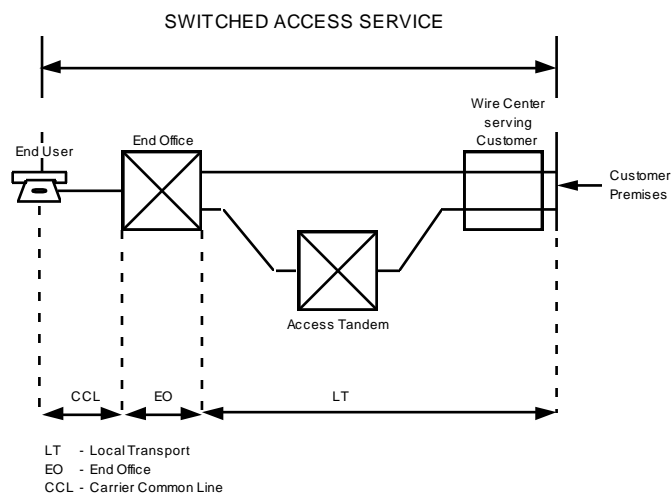 SWITCHED ACCESS SERVICE
Wire Center
serving
Customer
End User
End Office
Customer
Premises
Access Tandem
CCL
EO
LT
LT - Local Transport
EO - End Office
CCL - Carrier Common Line